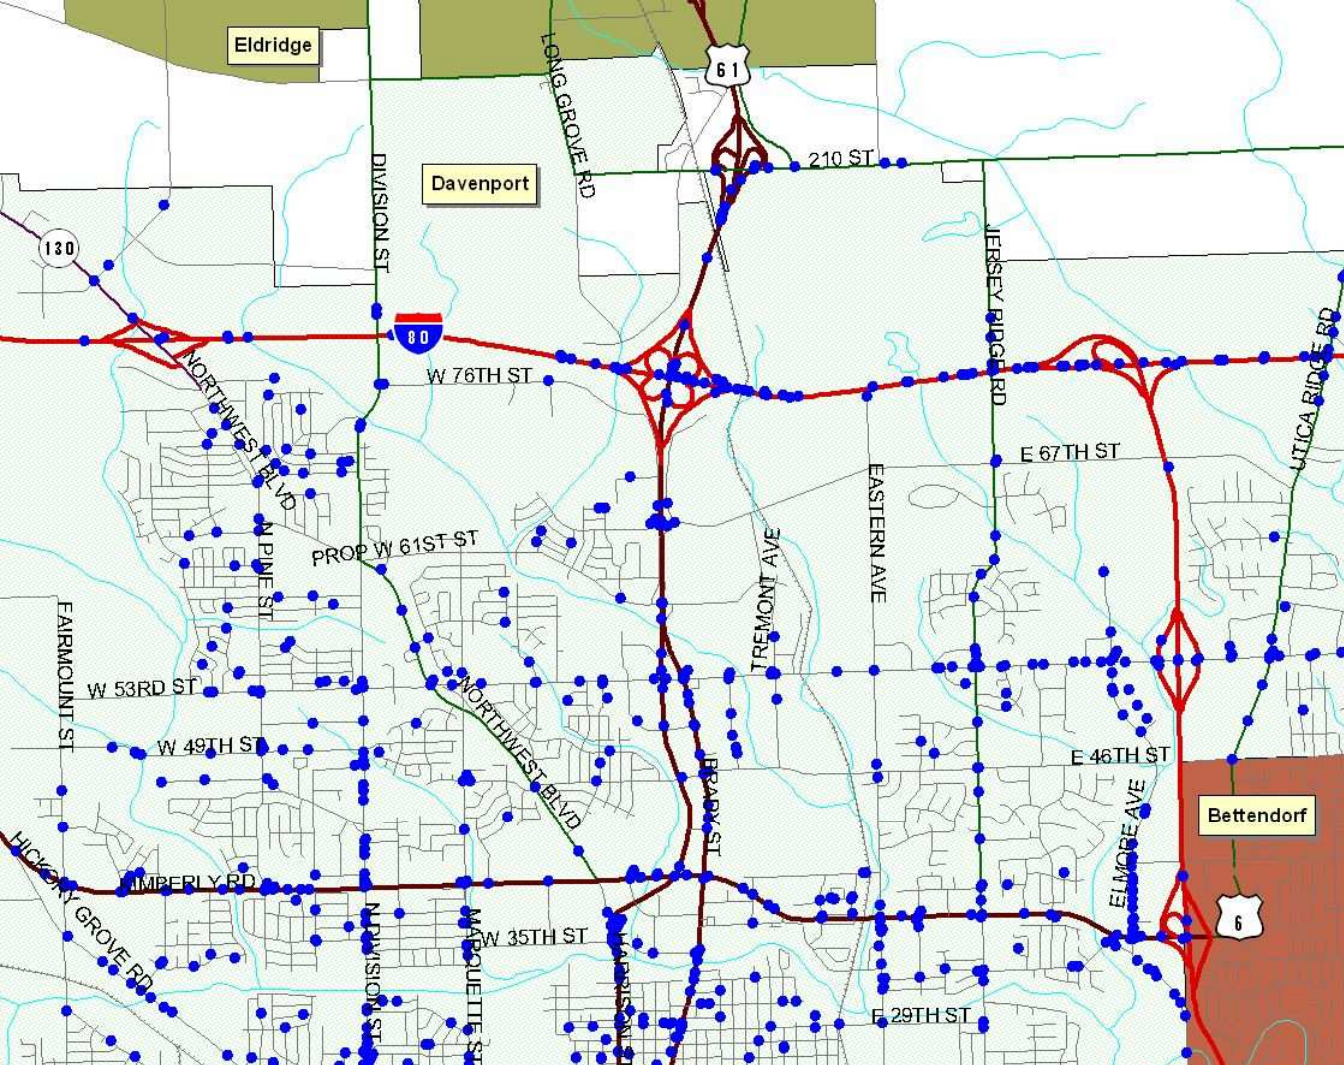 Eldridge
LONG GROVE RD
61
210 ST
DIVISION ST
Davenport
130
JERSEY RIDGE RD
80
UTICA RIDGE RD
NORTHWEST BLVD
W 76TH ST
E 67TH ST
EASTERN AVE
N PINE ST
PROP W 61ST ST
TREMONT AVE
FAIRMOUNT ST
W 53RD ST
NORTHWEST BLVD
W 49TH ST
E 46TH ST
BRADY ST
ELMORE AVE
Bettendorf
HICKORY GROVE RD
KIMBERLY RD
N DIVISION ST
MARQUETTE ST
W 35TH ST
HARRISON ST
6
E 29TH ST